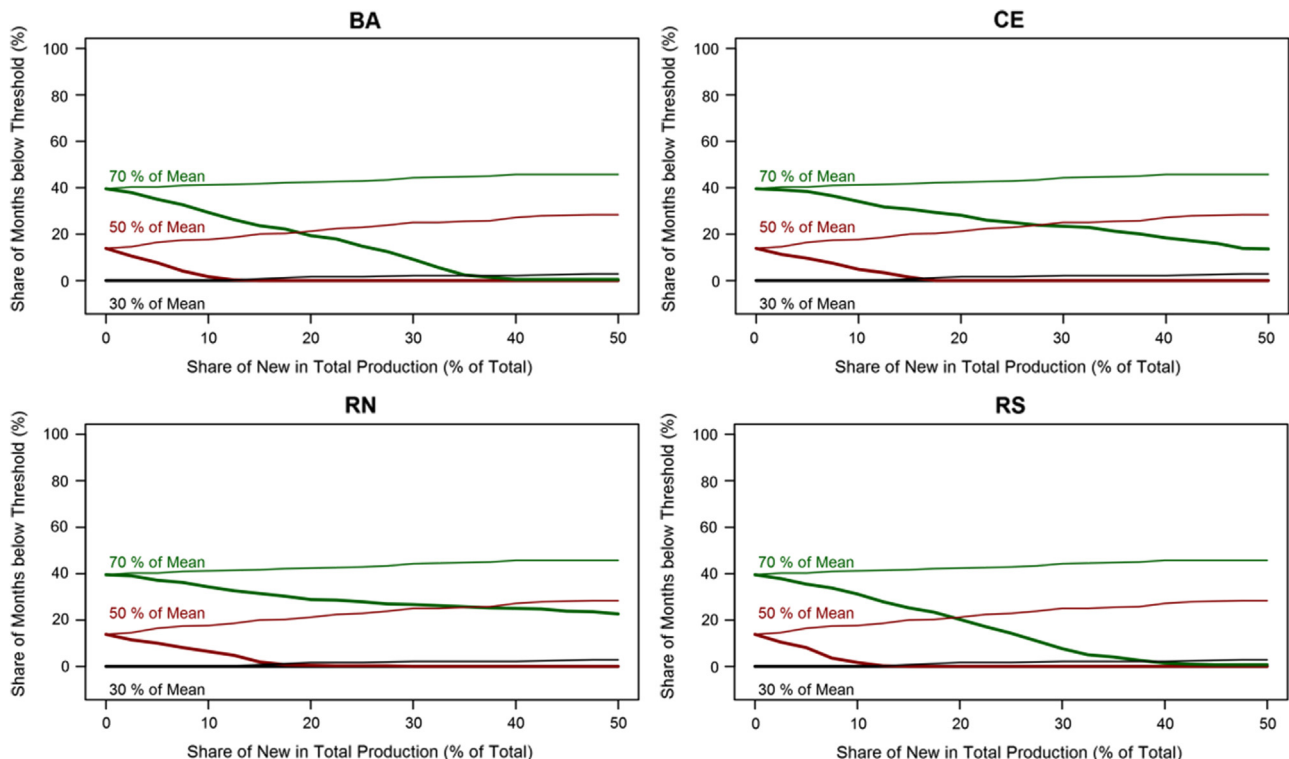 BA
Share of Months below Threshold (%)
100
80
60
40
20
0
70 % of Mean
50 % of Mean
30 % of Mean
0 10 20 30 40 50
Share of New in Total Production (% of Total)
CE
Share of Months below Threshold (%)
100
80
60
40
20
0
70 % of Mean
50 % of Mean
30 % of Mean
0 10 20 30 40 50
Share of New in Total Production (% of Total)
RN
Share of Months below Threshold (%)
100
80
60
40
20
0
70 % of Mean
50 % of Mean
30 % of Mean
0 10 20 30 40 50
Share of New in Total Production (% of Total)
RS
Share of Months below Threshold (%)
100
80
60
40
20
0
70 % of Mean
50 % of Mean
30 % of Mean
0 10 20 30 40 50
Share of New in Total Production (% of Total)